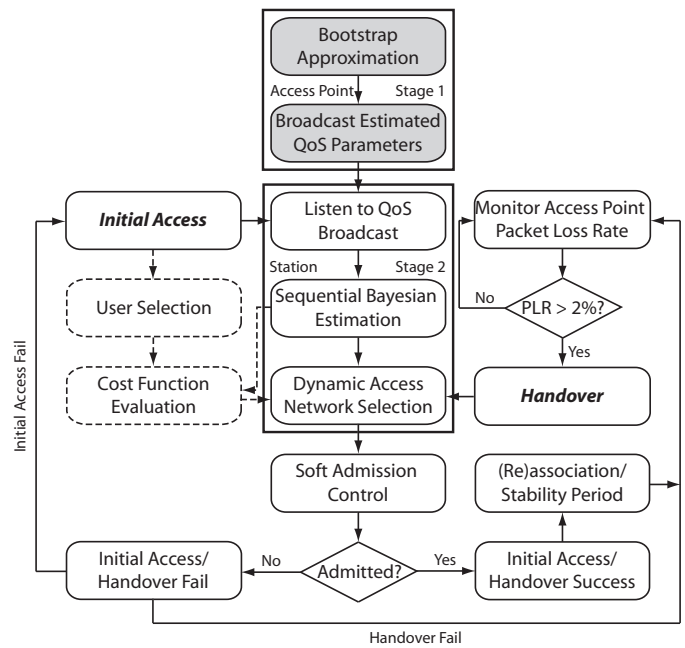 Bootstrap
Approximation
Access Point
Stage 1
Broadcast Estimated
QoS Parameters
Initial Access
Listen to QoS
Broadcast
Monitor Access Point
Packet Loss Rate
Station
Stage 2
User Selection
Sequential Bayesian
Estimation
No
PLR > 2%?
Yes
Cost Function
Evaluation
Dynamic Access
Network Selection
Handover
Initial Access Fail
Soft Admission
Control
(Re)association/
Stability Period
Initial Access/
Handover Fail
No
Admitted?
Yes
Initial Access/
Handover Success
Handover Fail